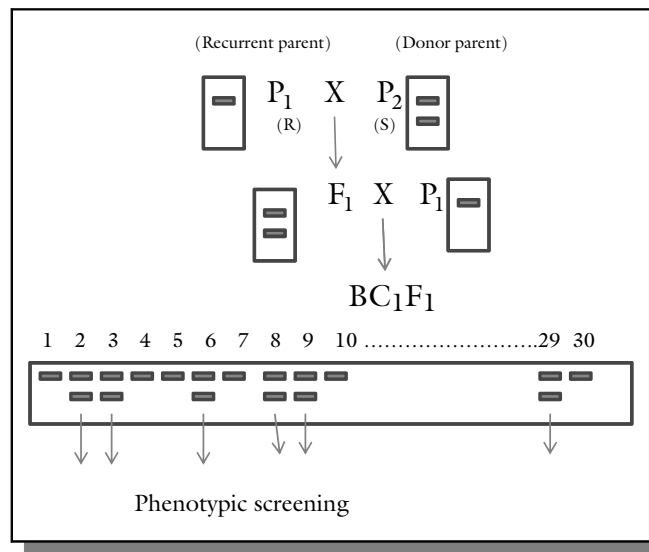 (Recurrent parent) (Donor parent)
P1 X P2
(R) (S)
F1 X P1
BC1F1
1 2 3 4 5 6 7 8 9 10 ..................................29 30
Phenotypic screening